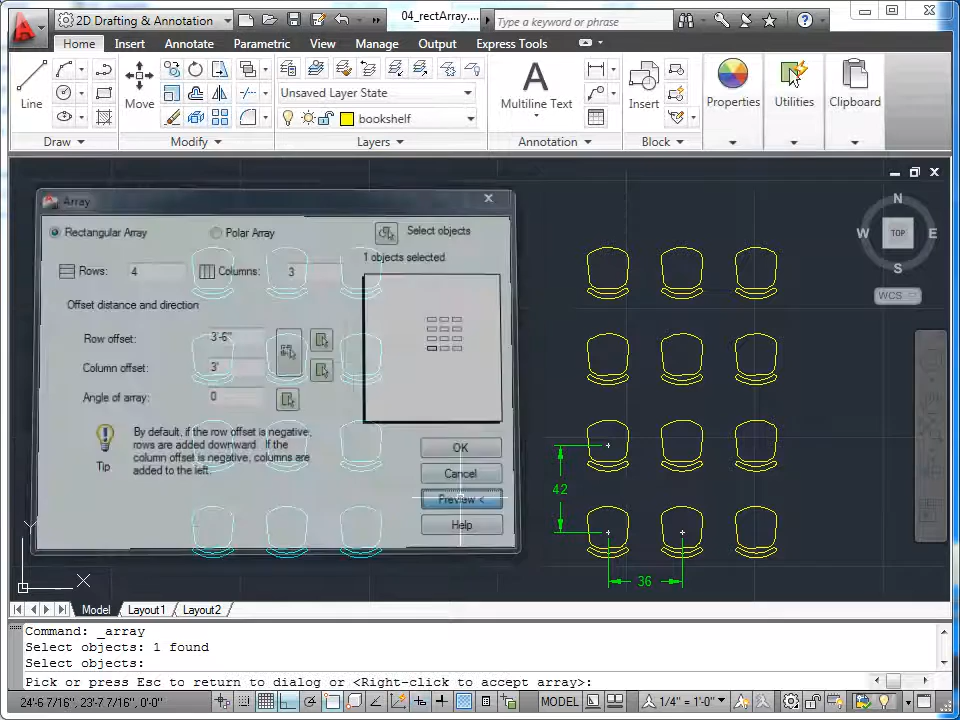 2D Drafting & Annotation
04_rectArray....
Type a keyword or phrase
Home Insert Annotate Parametric View Manage Output Express Tools
Line
Move
Unsaved Layer State
bookshelf
Multiline Text
Insert
Properties
Utilities
Clipboard
Draw
Modify
Layers
Annotation
Block
Array
Rectangular Array
Polar Array
Select objects
1 objects selected
Rows: 4
Columns: 3
Offset distance and direction
Row offset: 3'-6"
Column offset: 3'
Angle of array: 0
By default, if the row offset is negative,
rows are added downward. If the
column offset is negative, columns are
added to the left
Tip
OK
Cancel
Preview <
Help
N
W TOP E
S
WCS
42
36
Y
X
Model Layout1 Layout2
Command: _array
Select objects: 1 found
Select objects:
Pick or press Esc to return to dialog or <Right-click to accept array>:
24'-6 7/16", 23'-7 7/16", 0'-0"
MODEL
1/4" = 1'-0"